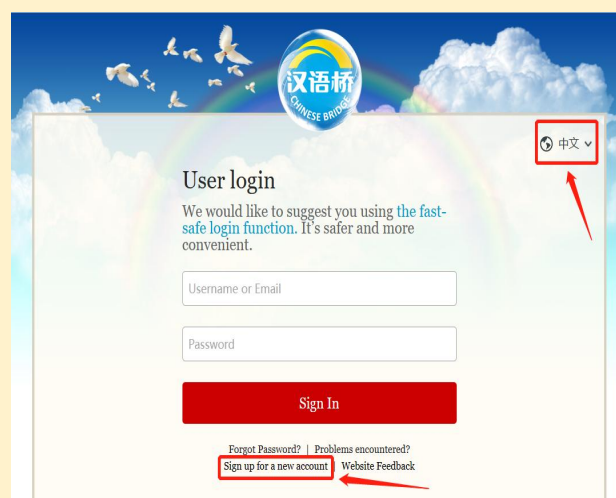 汉语桥
CHINESE BRIDGE
中文
User login
We would like to suggest you using the fast-
safe login function. It's safer and more
convenient.
Username or Email
Password
Sign In
Forgot Password? | Problems encountered?
Sign up for a new account | Website Feedback